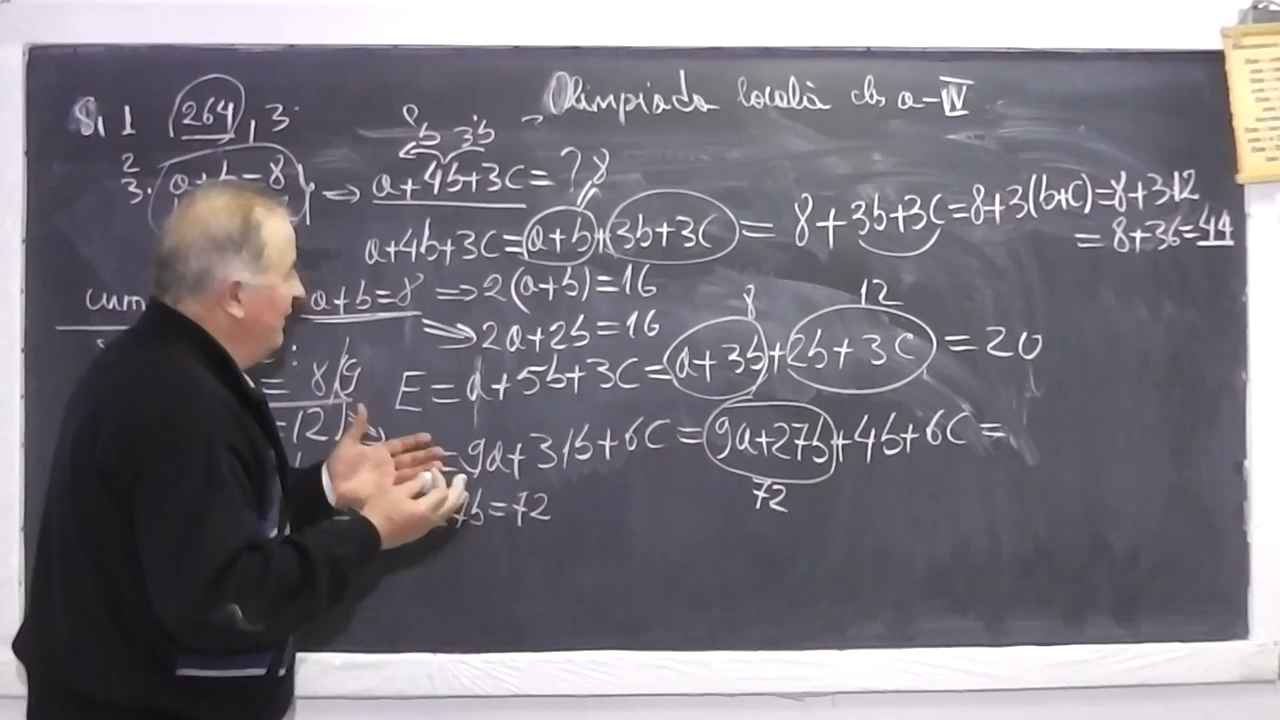 Olimpiada locală cls a-IV
S, 1 264, 3.
8b 3b
2
3. a+b=8 => a+4b+3c=? 8
a+4b+3c=a+b+3b+3c = 8+3b+3c=8+3(b+c)=8+3·12
= 8+36=44
cum a+b=8 => 2(a+b)=16
=> 2a+2b=16
8 12
= 8/9 E=a+5b+3c=a+3b+2b+3c=20
=12
=9a+31b+6c=9a+27b+4b+6c=
72
7b=72